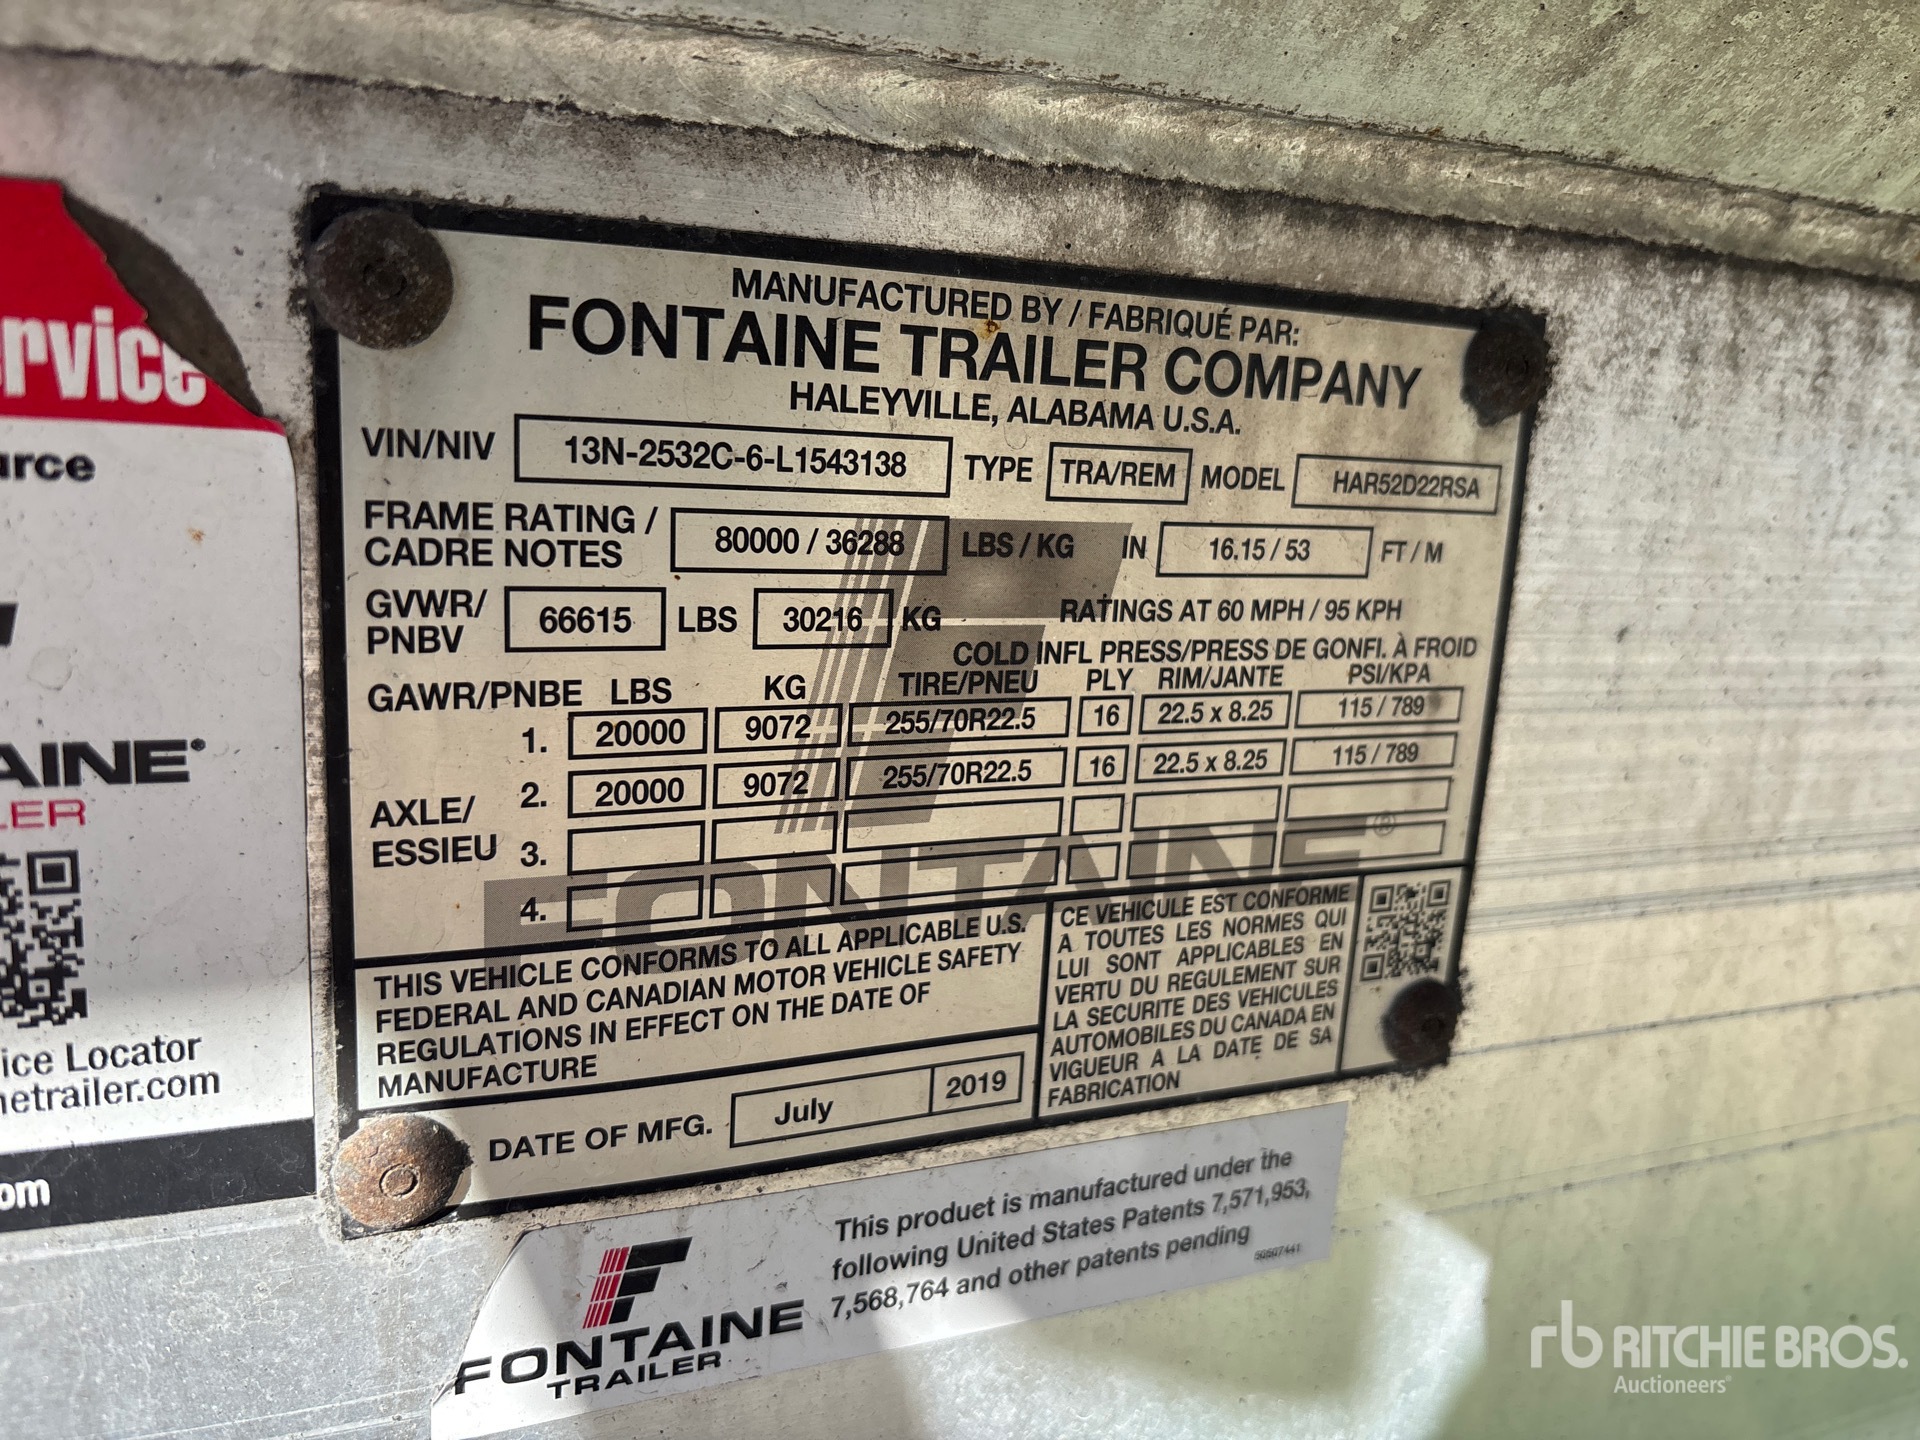 rvice
urce
AINE®
LER
ice Locator
netrailer.com
om
MANUFACTURED BY / FABRIQUÉ PAR:
FONTAINE TRAILER COMPANY
HALEYVILLE, ALABAMA U.S.A.
VIN/NIV 13N-2532C-6-L1543138 TYPE TRA/REM MODEL HAR52D22RSA
FRAME RATING / CADRE NOTES 80000 / 36288 LBS / KG IN 16.15 / 53 FT / M
GVWR/ PNBV 66615 LBS 30216 KG RATINGS AT 60 MPH / 95 KPH
COLD INFL PRESS/PRESS DE GONFI. À FROID
GAWR/PNBE LBS KG TIRE/PNEU PLY RIM/JANTE PSI/KPA
1. 20000 9072 255/70R22.5 16 22.5 x 8.25 115 / 789
2. 20000 9072 255/70R22.5 16 22.5 x 8.25 115 / 789
AXLE/
ESSIEU 3.
4.
FONTAINE®
THIS VEHICLE CONFORMS TO ALL APPLICABLE U.S.
FEDERAL AND CANADIAN MOTOR VEHICLE SAFETY
REGULATIONS IN EFFECT ON THE DATE OF
MANUFACTURE
CE VEHICULE EST CONFORME
A TOUTES LES NORMES QUI
LUI SONT APPLICABLES EN
VERTU DU REGULEMENT SUR
LA SECURITE DES VEHICULES
AUTOMOBILES DU CANADA EN
VIGUEUR A LA DATE DE SA
FABRICATION
DATE OF MFG. July 2019
This product is manufactured under the
following United States Patents 7,571,953,
7,568,764 and other patents pending
50507441
FONTAINE
TRAILER
rb RITCHIE BROS.
Auctioneers